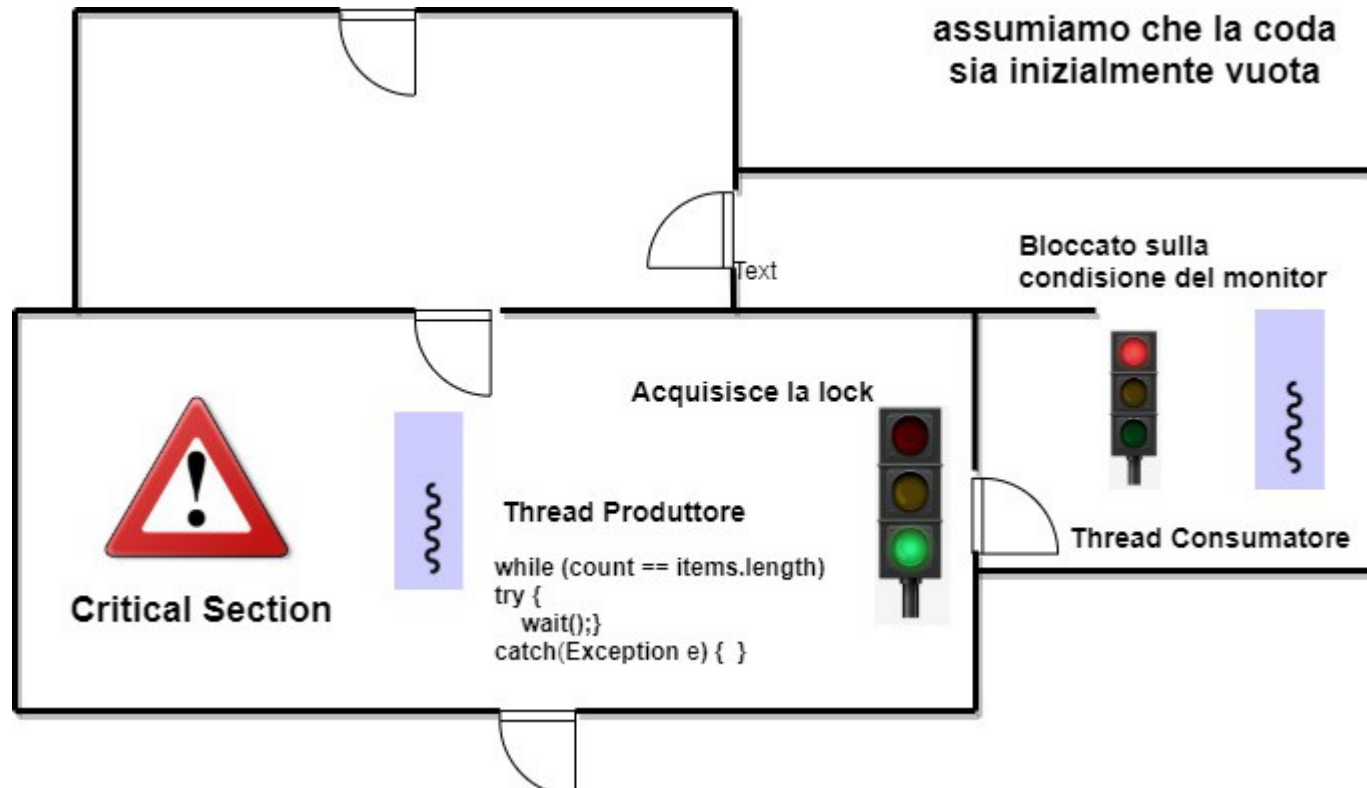 assumiamo che la coda
sia inizialmente vuota
Text
Bloccato sulla
condisione del monitor
Acquisisce la lock
Thread Produttore
while (count == items.length)
try {
wait();}
catch(Exception e) { }
Critical Section
Thread Consumatore